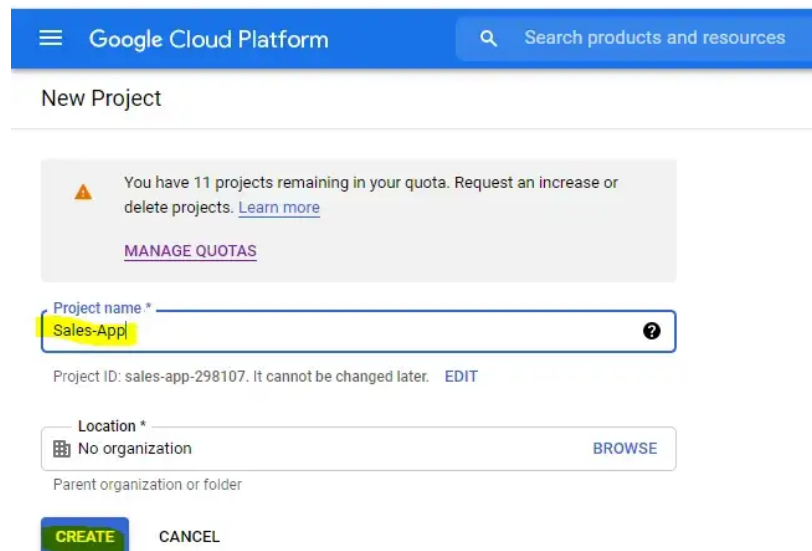 Google Cloud Platform
Search products and resources
New Project
You have 11 projects remaining in your quota. Request an increase or
delete projects. Learn more
MANAGE QUOTAS
Project name *
Sales-App
?
Project ID: sales-app-298107. It cannot be changed later. EDIT
Location *
No organization
BROWSE
Parent organization or folder
CREATE
CANCEL